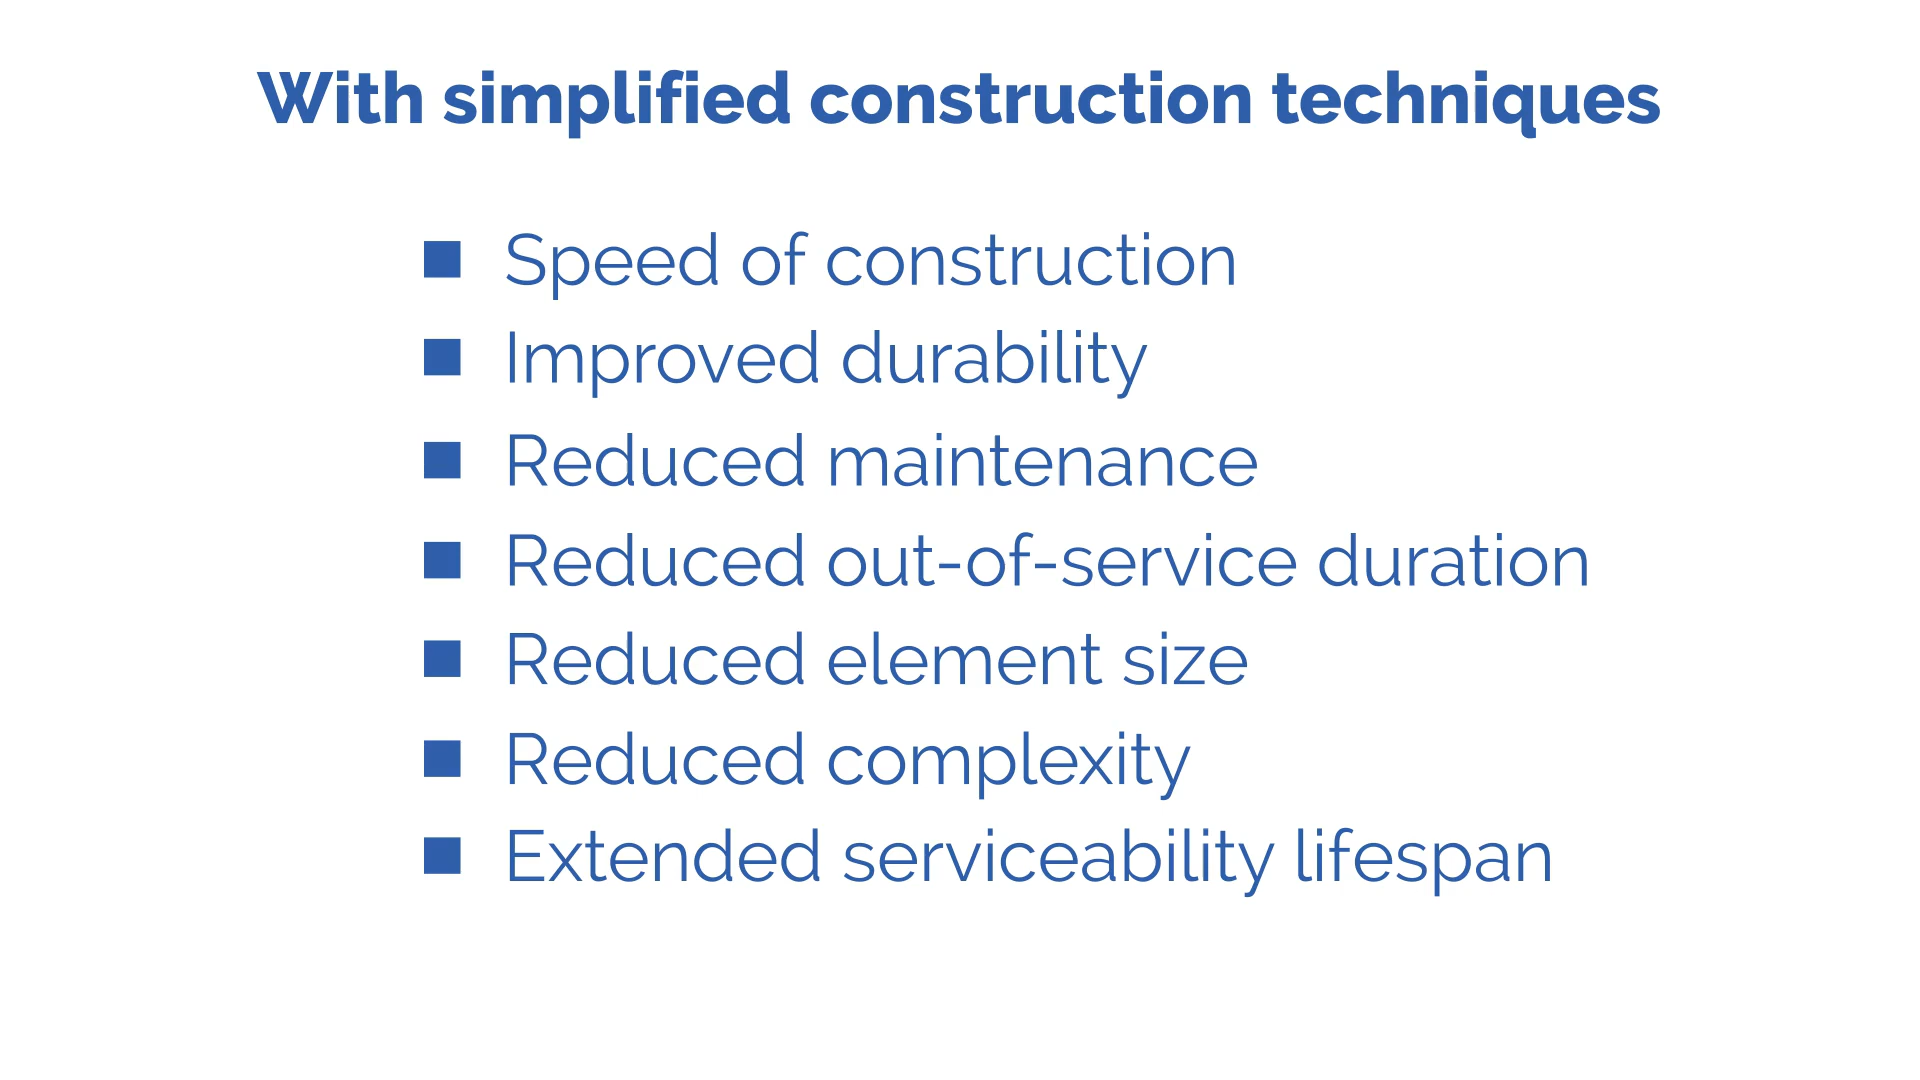 With simplified construction techniques
Speed of construction
Improved durability
Reduced maintenance
Reduced out-of-service duration
Reduced element size
Reduced complexity
Extended serviceability lifespan